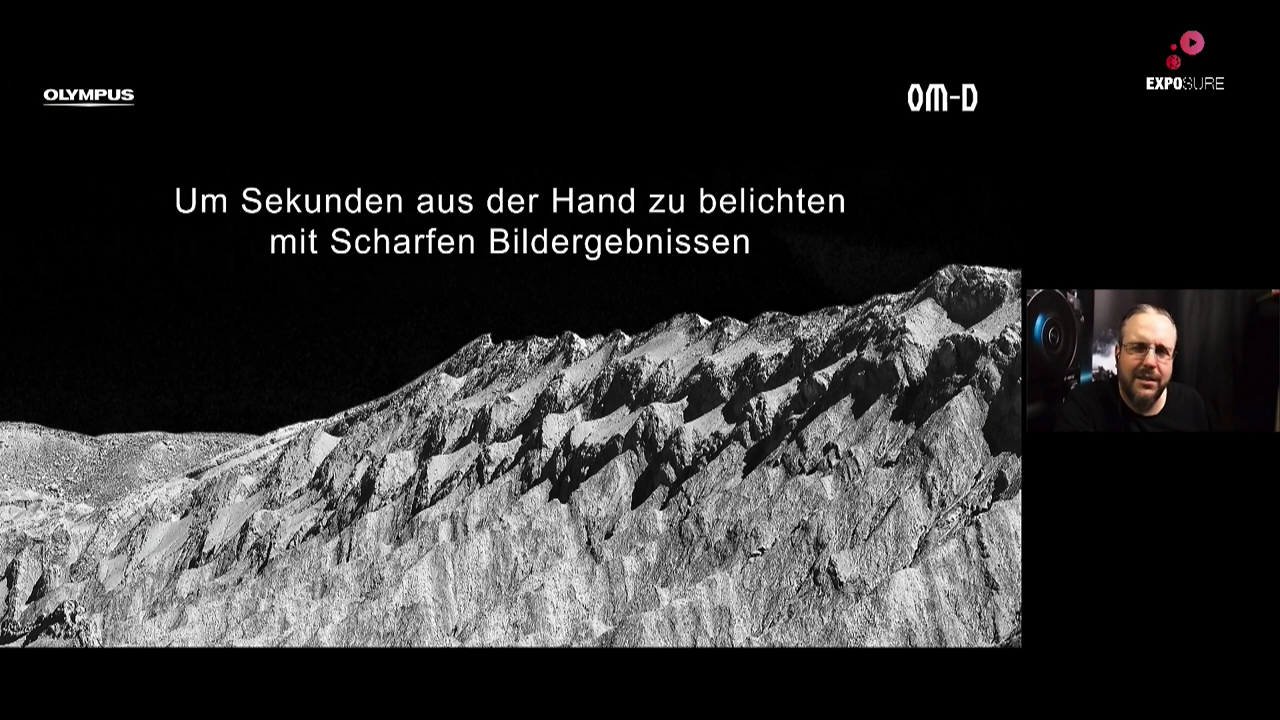 OLYMPUS
OM-D
EXPOSURE
Um Sekunden aus der Hand zu belichten
mit Scharfen Bildergebnissen